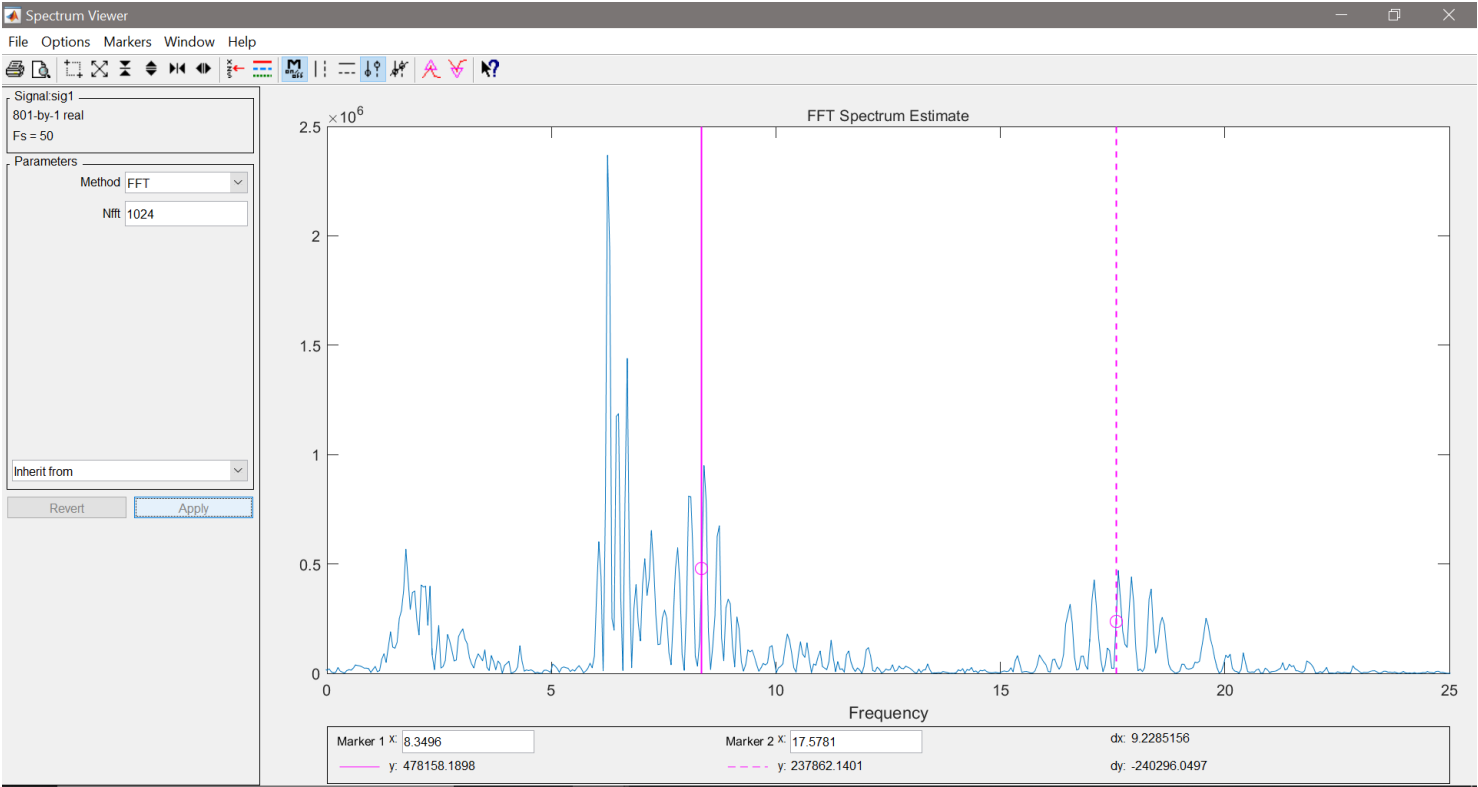 Spectrum Viewer
File Options Markers Window Help
Signal:sig1
801-by-1 real
Fs = 50
Parameters
Method FFT
Nfft 1024
Inherit from
Revert Apply
×10^6
FFT Spectrum Estimate
2.5
2
1.5
1
0.5
0
0 5 10 15 20 25
Frequency
Marker 1 x: 8.3496 Marker 2 x: 17.5781 dx: 9.2285156
y: 478158.1898 y: 237862.1401 dy: -240296.0497